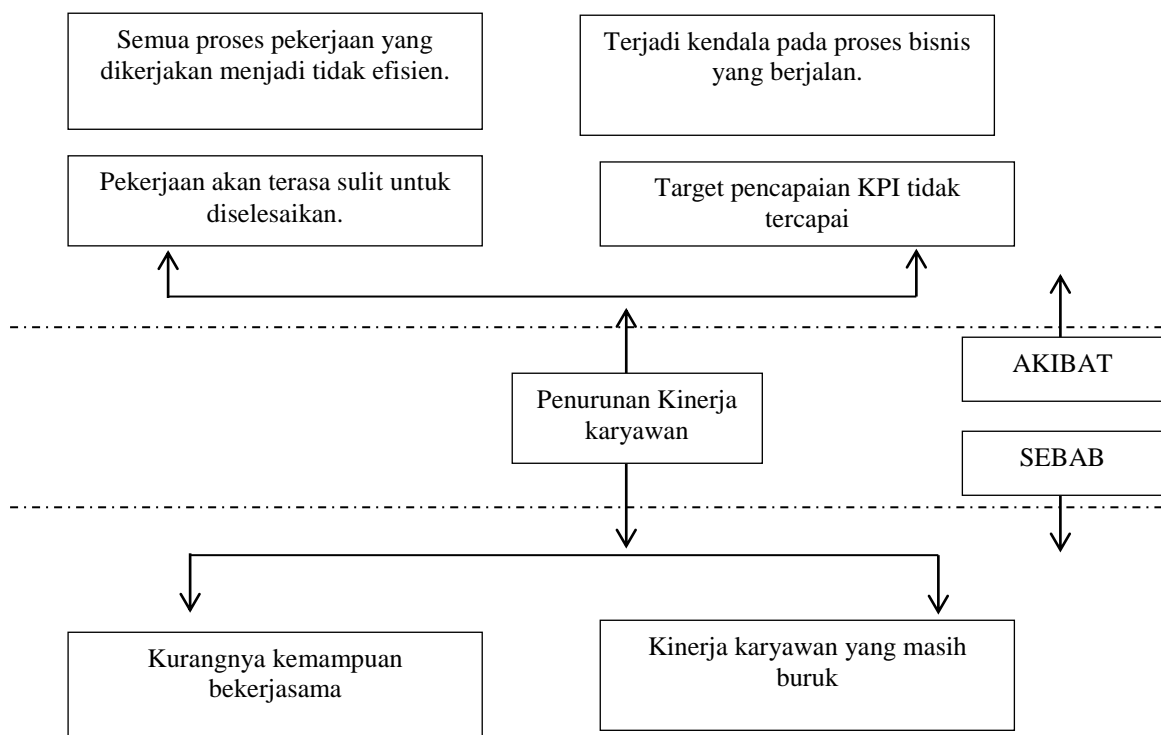 Semua proses pekerjaan yang
dikerjakan menjadi tidak efisien.
Terjadi kendala pada proses bisnis
yang berjalan.
Pekerjaan akan terasa sulit untuk
diselesaikan.
Target pencapaian KPI tidak
tercapai
AKIBAT
Penurunan Kinerja
karyawan
SEBAB
Kurangnya kemampuan
bekerjasama
Kinerja karyawan yang masih
buruk